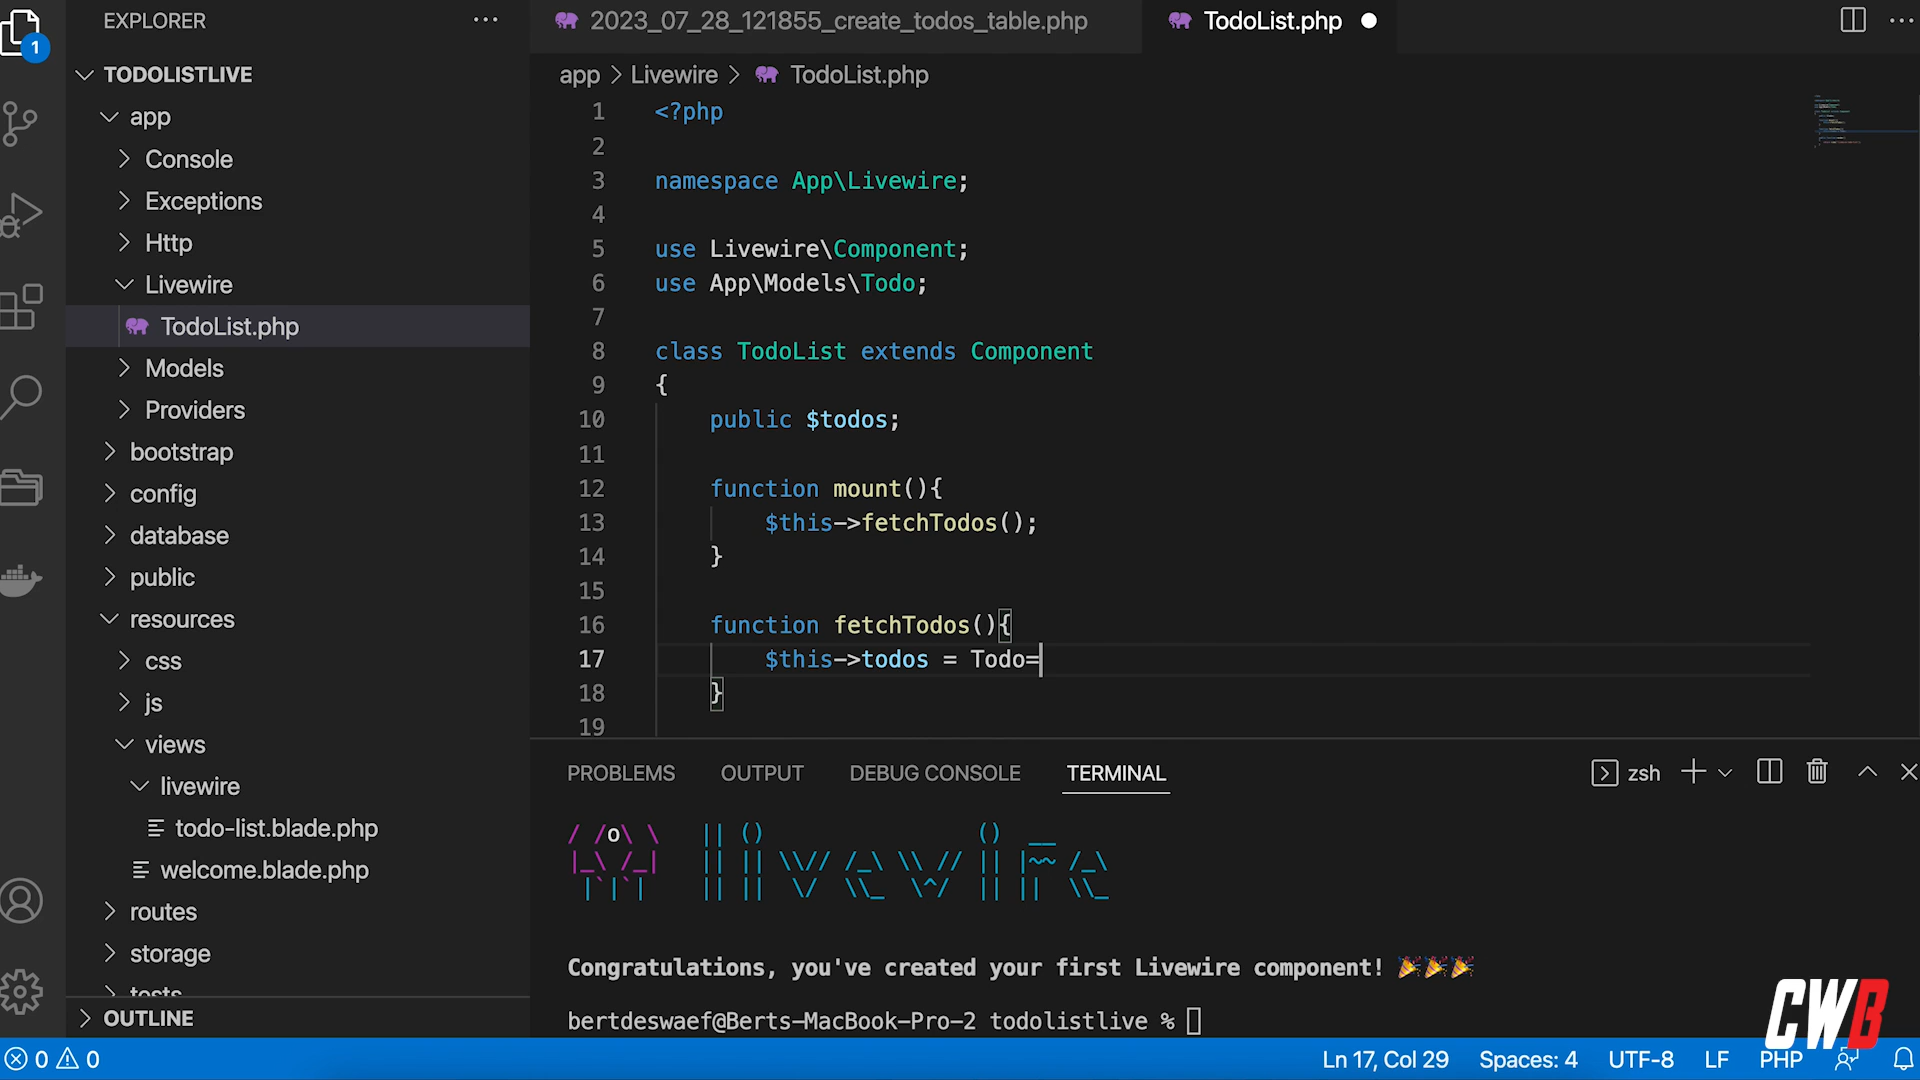 EXPLORER
1
TODOLISTLIVE
app
Console
Exceptions
Http
Livewire
TodoList.php
Models
Providers
bootstrap
config
database
public
resources
css
js
views
livewire
todo-list.blade.php
welcome.blade.php
routes
storage
tests
OUTLINE
2023_07_28_121855_create_todos_table.php
TodoList.php
app > Livewire > TodoList.php
1 <?php
2
3 namespace App\Livewire;
4
5 use Livewire\Component;
6 use App\Models\Todo;
7
8 class TodoList extends Component
9 {
10 public $todos;
11
12 function mount(){
13 $this->fetchTodos();
14 }
15
16 function fetchTodos(){
17 $this->todos = Todo=
18 }
19
PROBLEMS OUTPUT DEBUG CONSOLE TERMINAL
zsh
livewire
Congratulations, you've created your first Livewire component! 🎉🎉🎉
bertdeswaef@Berts-MacBook-Pro-2 todolistlive %
CWB
0 0
Ln 17, Col 29 Spaces: 4 UTF-8 LF PHP